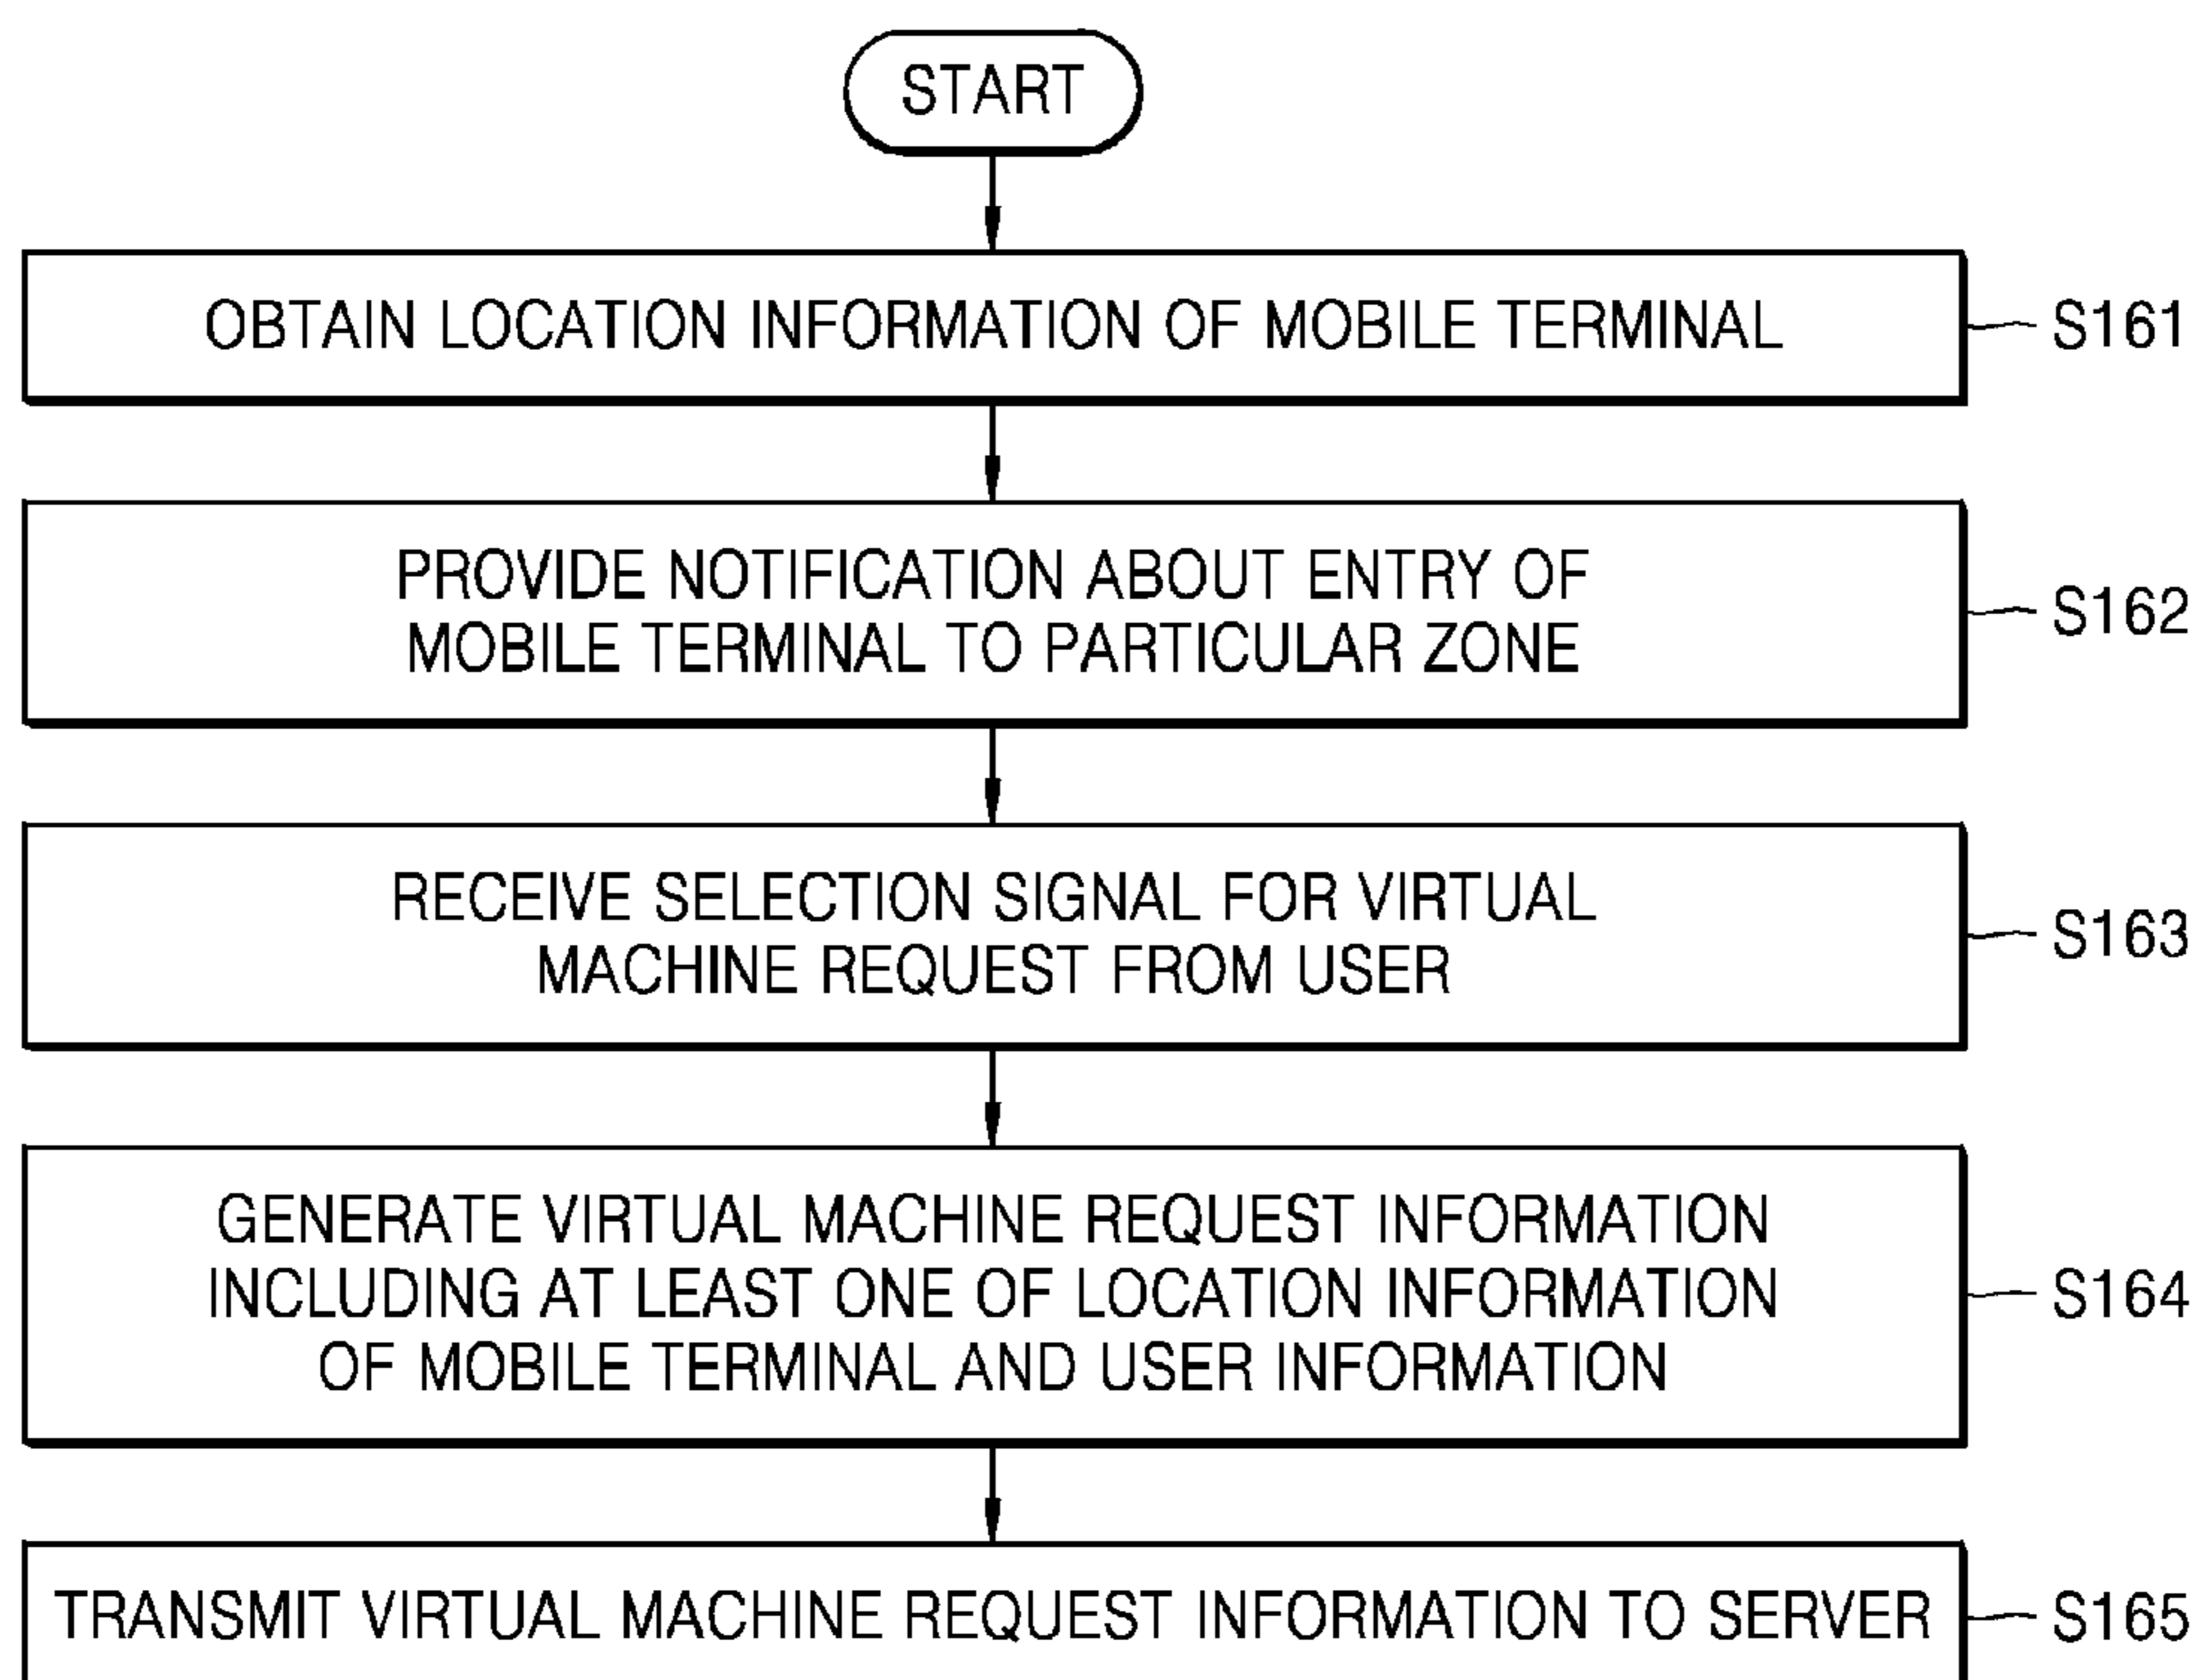 START
OBTAIN LOCATION INFORMATION OF MOBILE TERMINAL
S161
PROVIDE NOTIFICATION ABOUT ENTRY OF
MOBILE TERMINAL TO PARTICULAR ZONE
S162
RECEIVE SELECTION SIGNAL FOR VIRTUAL
MACHINE REQUEST FROM USER
S163
GENERATE VIRTUAL MACHINE REQUEST INFORMATION
INCLUDING AT LEAST ONE OF LOCATION INFORMATION
OF MOBILE TERMINAL AND USER INFORMATION
S164
TRANSMIT VIRTUAL MACHINE REQUEST INFORMATION TO SERVER
S165